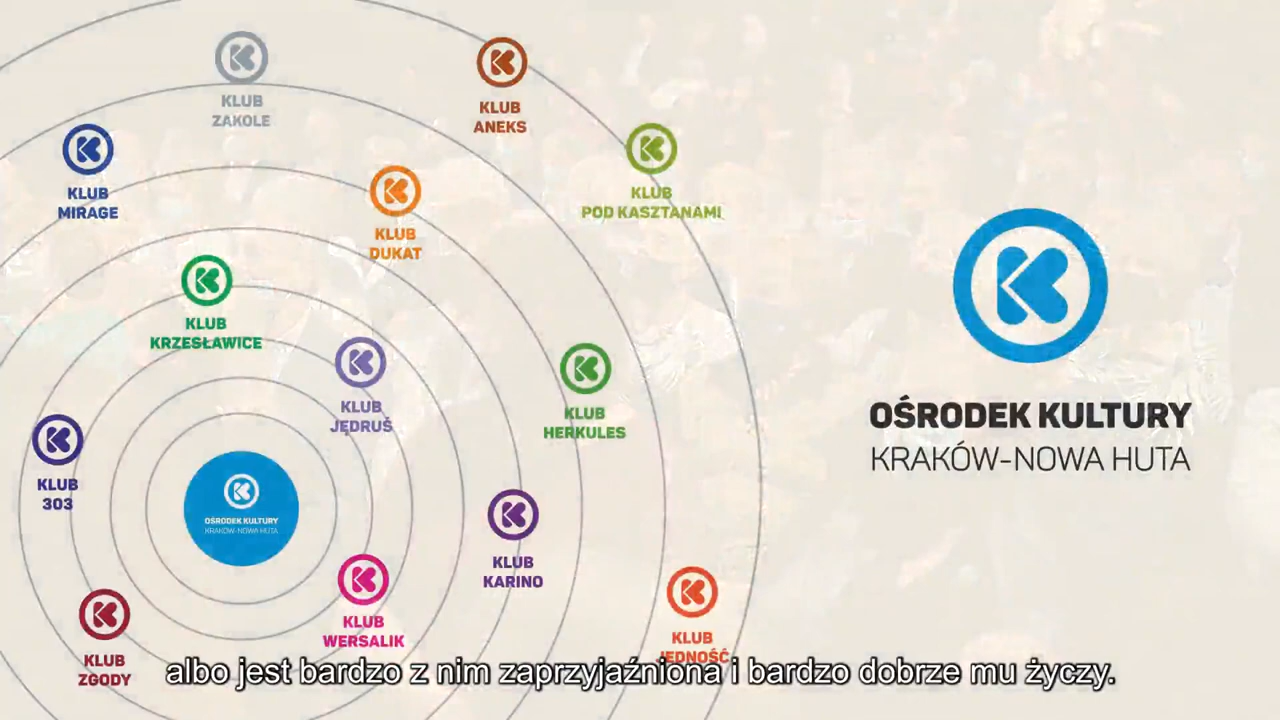 KLUB
ZAKOLE
KLUB
ANEKS
KLUB
MIRAGE
KLUB
POD KASZTANAMI
KLUB
DUKAT
KLUB
KRZESŁAWICE
KLUB
JĘDRUŚ
KLUB
HERKULES
OŚRODEK KULTURY
KRAKÓW-NOWA HUTA
KLUB
303
OŚRODEK KULTURY
KRAKÓW-NOWA HUTA
KLUB
KARINO
KLUB
WERSALIK
KLUB
JEDNOŚĆ
KLUB
ZGODY
albo jest bardzo z nim zaprzyjaźniona i bardzo dobrze mu życzy.